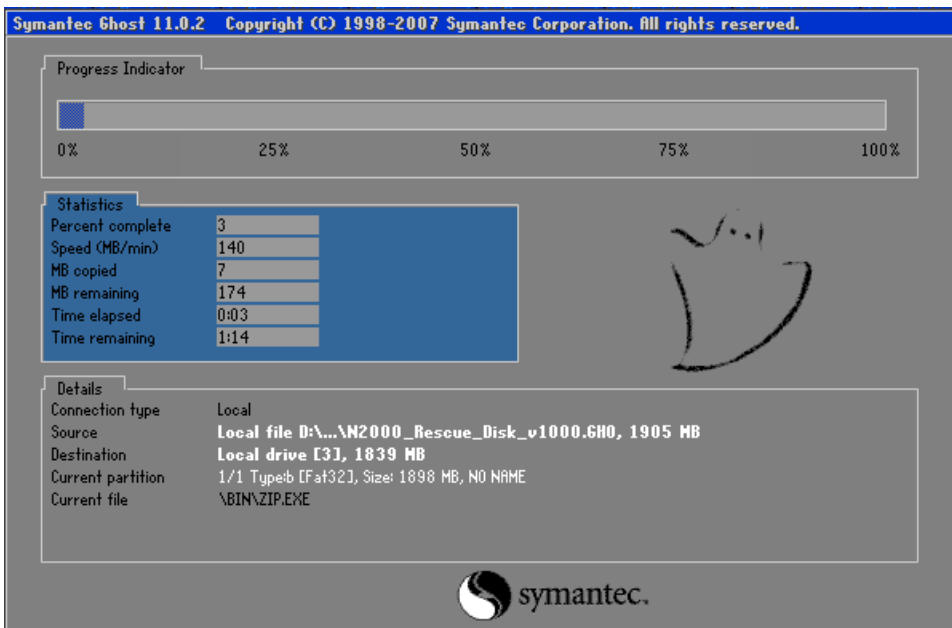 Symantec Ghost 11.0.2 Copyright (C) 1998-2007 Symantec Corporation. All rights reserved.
Progress Indicator
0% 25% 50% 75% 100%
Statistics
Percent complete 3
Speed (MB/min) 140
MB copied 7
MB remaining 174
Time elapsed 0:03
Time remaining 1:14
Details
Connection type Local
Source Local file D:\...\N2000_Rescue_Disk_v1000.GHO, 1905 MB
Destination Local drive [3], 1839 MB
Current partition 1/1 Type:b [Fat32], Size: 1898 MB, NO NAME
Current file \BIN\ZIP.EXE
symantec.